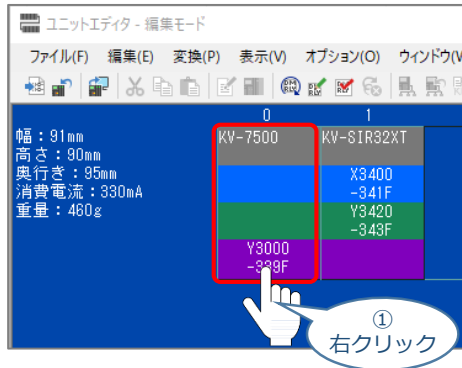 ユニットエディタ - 編集モード
ファイル(F) 編集(E) 変換(P) 表示(V) オプション(O) ウィンドウ(V
0 1
幅：91mm
高さ：90mm
奥行き：95mm
消費電流：330mA
重量：460g
KV-7500 KV-SIR32XT
X3400
-341F
Y3420
-343F
Y3000
-339F
①
右クリック